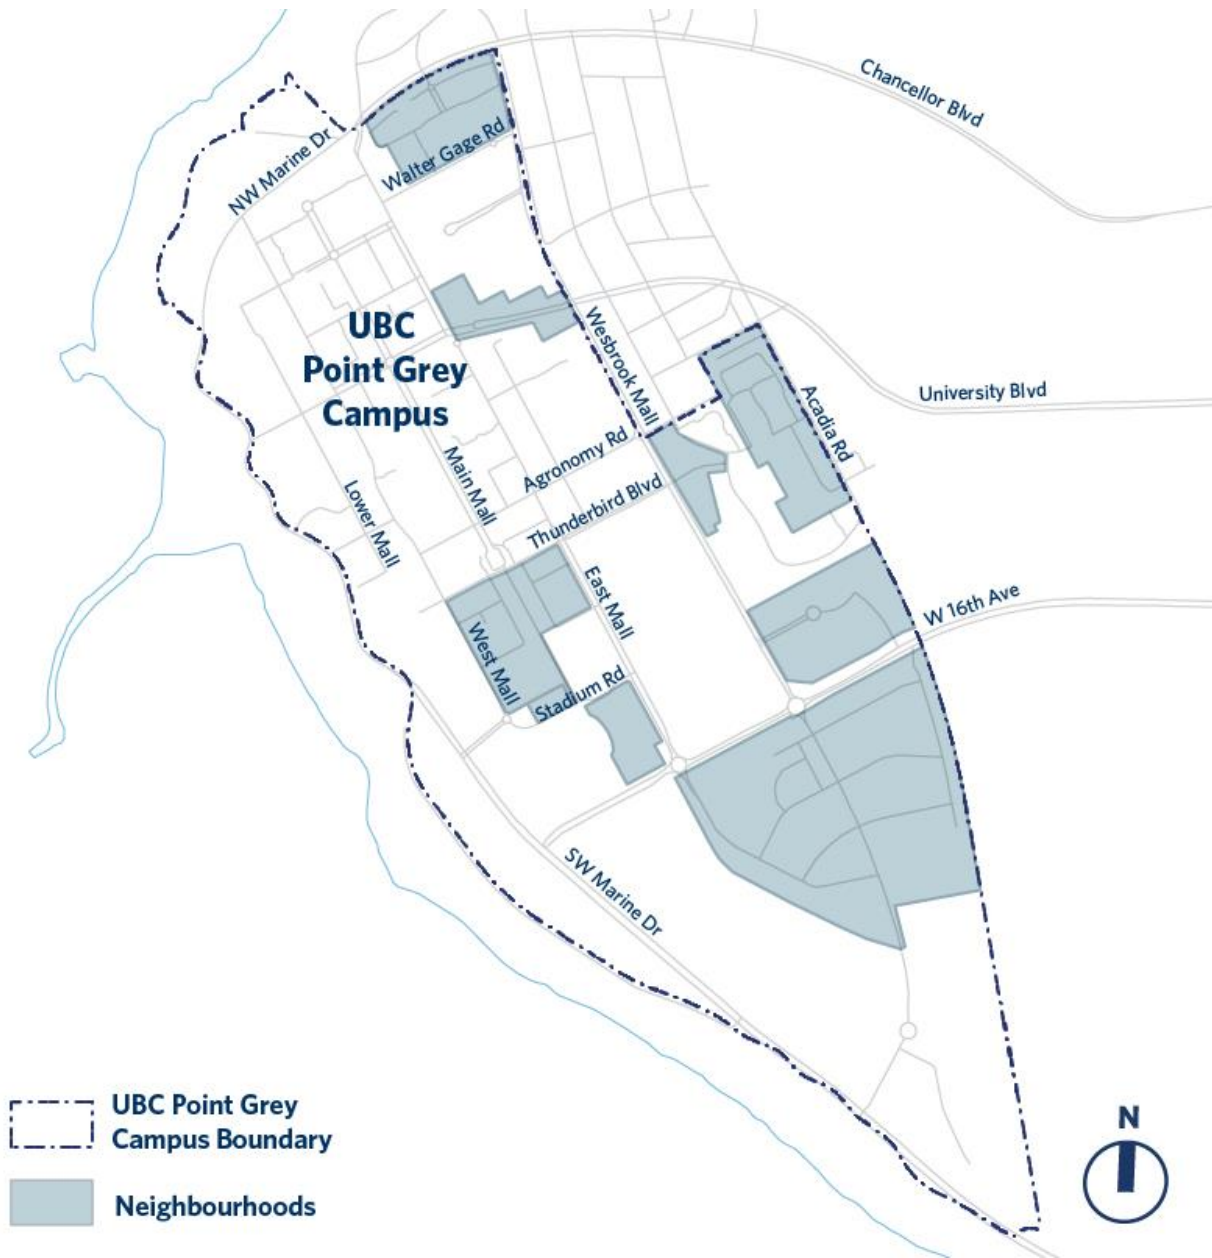 Chancellor Blvd
NW Marine Dr
Walter Gage Rd
UBC
Point Grey
Campus
Wesbrook Mall
University Blvd
Acadia Rd
Agronomy Rd
Main Mall
Lower Mall
Thunderbird Blvd
East Mall
W 16th Ave
West Mall
Stadium Rd
SW Marine Dr
UBC Point Grey
Campus Boundary
Neighbourhoods
N